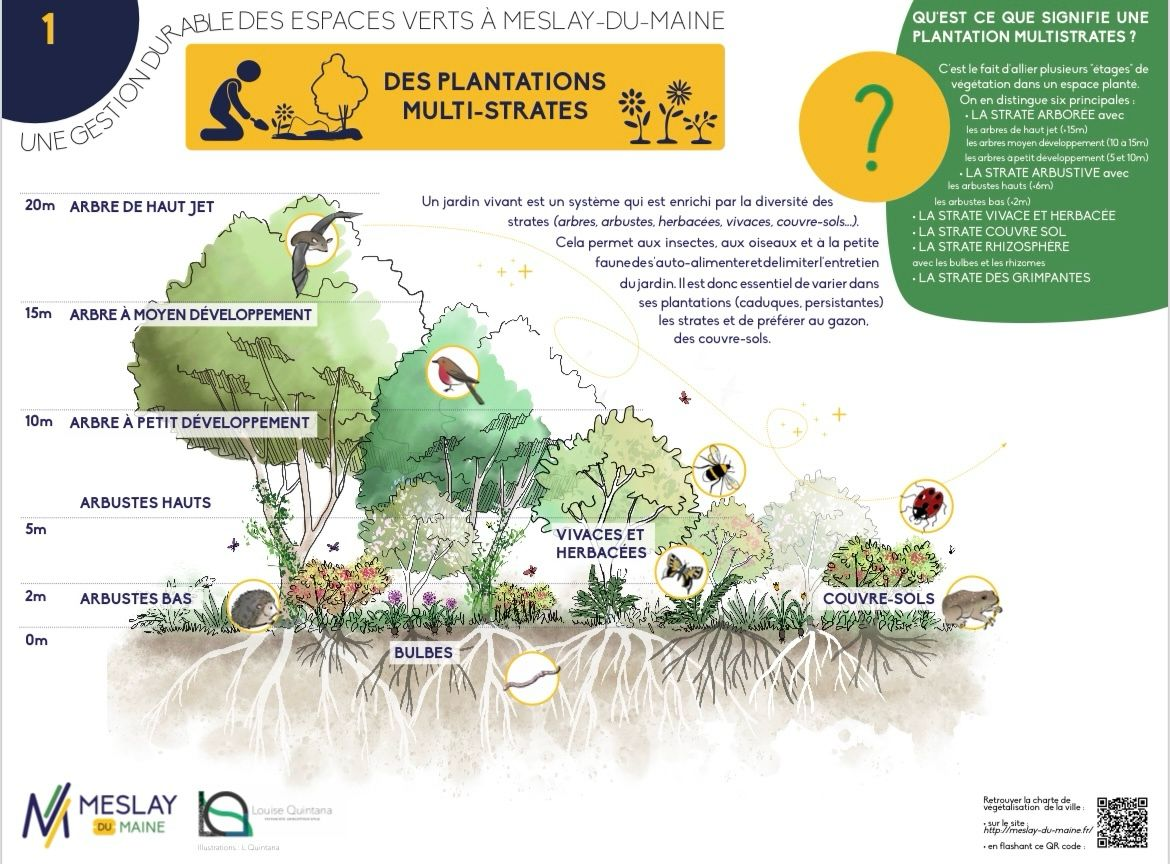 1
UNE GESTION DURABLE DES ESPACES VERTS À MESLAY-DU-MAINE
DES PLANTATIONS
MULTI-STRATES
QU'EST CE QUE SIGNIFIE UNE
PLANTATION MULTISTRATES ?
?
C'est le fait d'allier plusieurs "étages" de
végétation dans un espace planté.
On en distingue six principales :
• LA STRATE ARBORÉE avec
les arbres de haut jet (+15m)
les arbres moyen développement (10 à 15m)
les arbres à petit développement (5 et 10m)
• LA STRATE ARBUSTIVE avec
les arbustes hauts (+6m)
les arbustes bas (+2m)
• LA STRATE VIVACE ET HERBACÉE
• LA STRATE COUVRE SOL
• LA STRATE RHIZOSPHÈRE
avec les bulbes et les rhizomes
• LA STRATE DES GRIMPANTES
Un jardin vivant est un système qui est enrichi par la diversité des
strates (arbres, arbustes, herbacées, vivaces, couvre-sols...).
Cela permet aux insectes, aux oiseaux et à la petite
faune de s'auto-alimenter et de limiter l'entretien
du jardin. Il est donc essentiel de varier dans
ses plantations (caduques, persistantes)
les strates et de préférer au gazon,
des couvre-sols.
20m ARBRE DE HAUT JET
15m ARBRE À MOYEN DÉVELOPPEMENT
10m ARBRE À PETIT DÉVELOPPEMENT
ARBUSTES HAUTS
5m
VIVACES ET
HERBACÉES
2m ARBUSTES BAS
COUVRE-SOLS
0m
BULBES
MESLAY
DU MAINE
Louise Quintana
Illustrations : L Quintana
Retrouver la charte de
végétalisation de la ville :
• sur le site :
http://meslay-du-maine.fr/
• en flashant ce QR code :